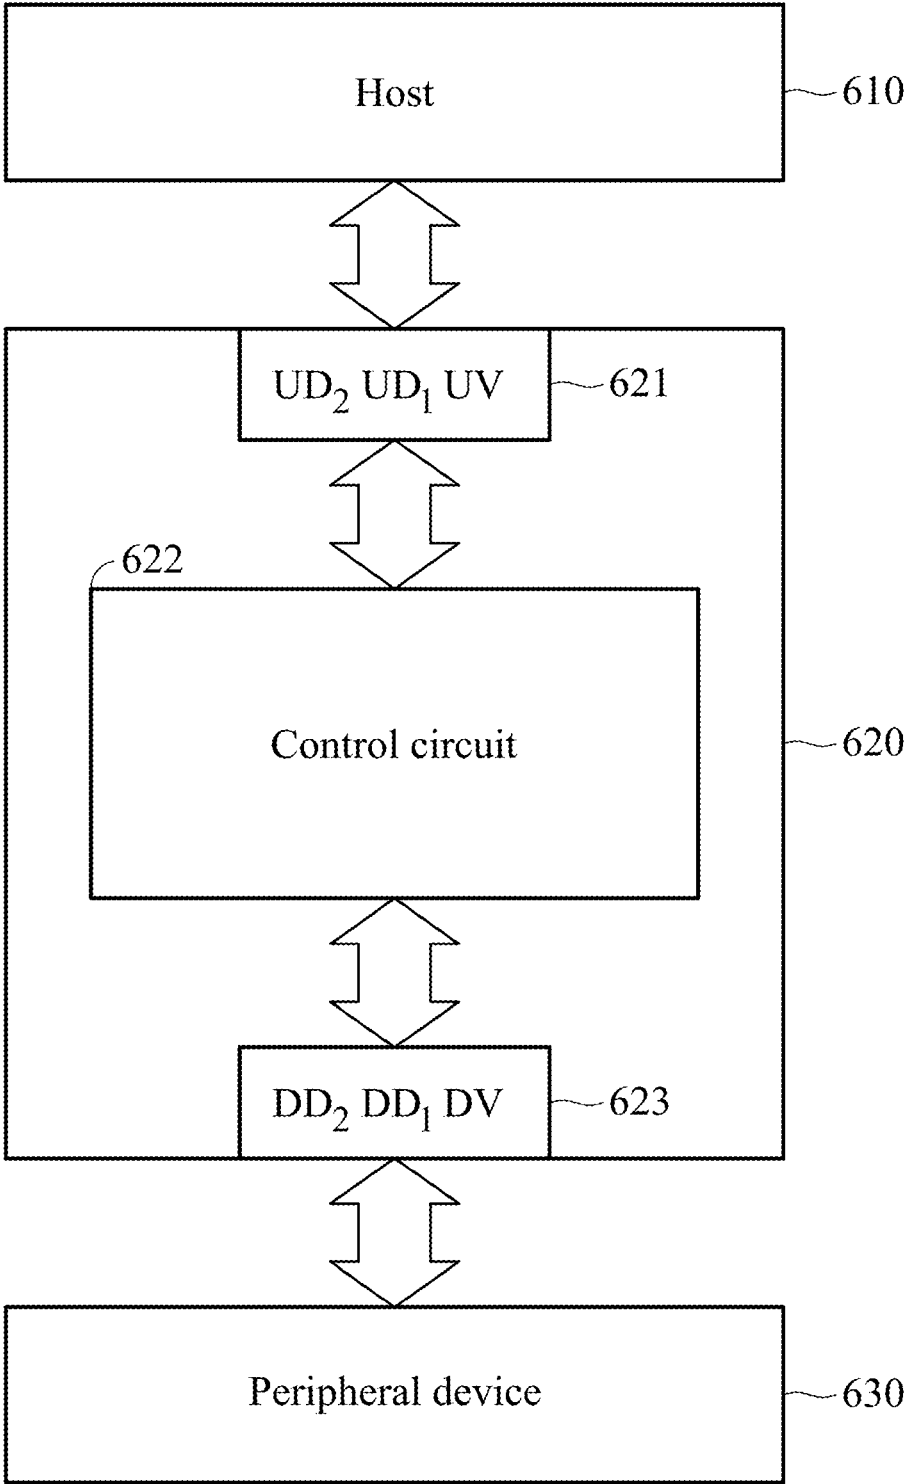 Host
610
UD2 UD1 UV
621
622
Control circuit
620
DD2 DD1 DV
623
Peripheral device
630